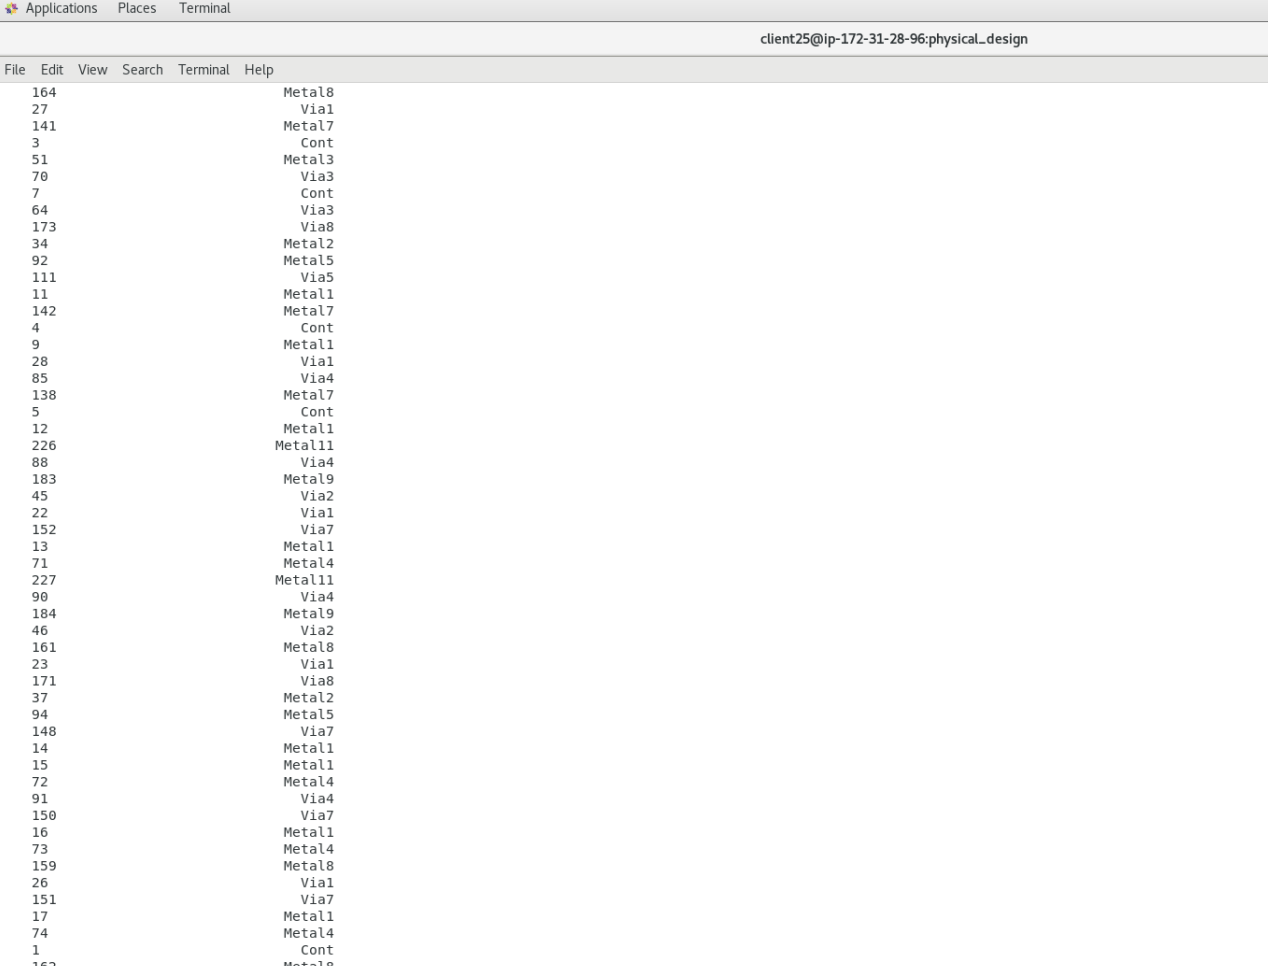 Applications Places Terminal
client25@ip-172-31-28-96:physical_design
File Edit View Search Terminal Help
164 Metal8
27 Via1
141 Metal7
3 Cont
51 Metal3
70 Via3
7 Cont
64 Via3
173 Via8
34 Metal2
92 Metal5
111 Via5
11 Metal1
142 Metal7
4 Cont
9 Metal1
28 Via1
85 Via4
138 Metal7
5 Cont
12 Metal1
226 Metal11
88 Via4
183 Metal9
45 Via2
22 Via1
152 Via7
13 Metal1
71 Metal4
227 Metal11
90 Via4
184 Metal9
46 Via2
161 Metal8
23 Via1
171 Via8
37 Metal2
94 Metal5
148 Via7
14 Metal1
15 Metal1
72 Metal4
91 Via4
150 Via7
16 Metal1
73 Metal4
159 Metal8
26 Via1
151 Via7
17 Metal1
74 Metal4
1 Cont
162 Metal8